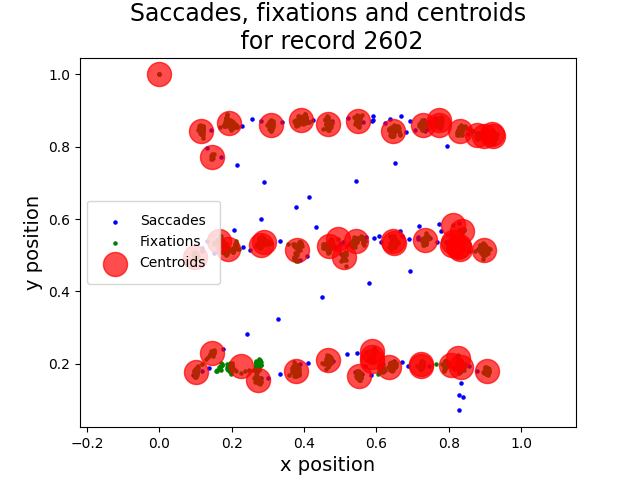 Saccades, fixations and centroids
for record 2602
1.0
0.8
0.6
0.4
0.2
y position
Saccades
Fixations
Centroids
−0.2
0.0
0.2
0.4
0.6
0.8
1.0
x position